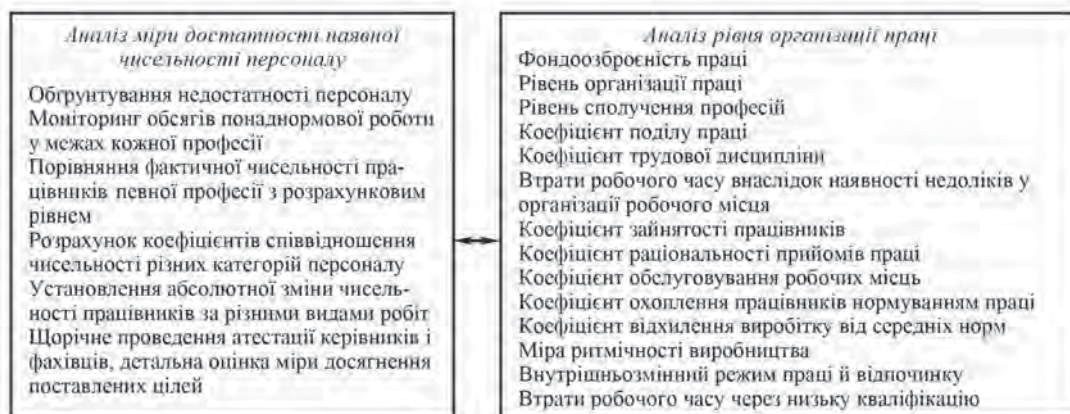 Аналіз міри достатності наявної
чисельності персоналу
Обґрунтування недостатності персоналу
Моніторинг обсягів понаднормової роботи
у межах кожної професії
Порівняння фактичної чисельності пра-
цівників певної професії з розрахунковим
рівнем
Розрахунок коефіцієнтів співвідношення
чисельності різних категорій персоналу
Установлення абсолютної зміни чисель-
ності працівників за різними видами робіт
Щорічне проведення атестації керівників і
фахівців, детальна оцінка міри досягнення
поставлених цілей
Аналіз рівня організації праці
Фондоозброєність праці
Рівень організації праці
Рівень сполучення професій
Коефіцієнт поділу праці
Коефіцієнт трудової дисципліни
Втрати робочого часу внаслідок наявності недоліків у
організації робочого місця
Коефіцієнт зайнятості працівників
Коефіцієнт раціональності прийомів праці
Коефіцієнт обслуговування робочих місць
Коефіцієнт охоплення працівників нормуванням праці
Коефіцієнт відхилення виробітку від середніх норм
Міра ритмічності виробництва
Внутрішньозмінний режим праці й відпочинку
Втрати робочого часу через низьку кваліфікацію